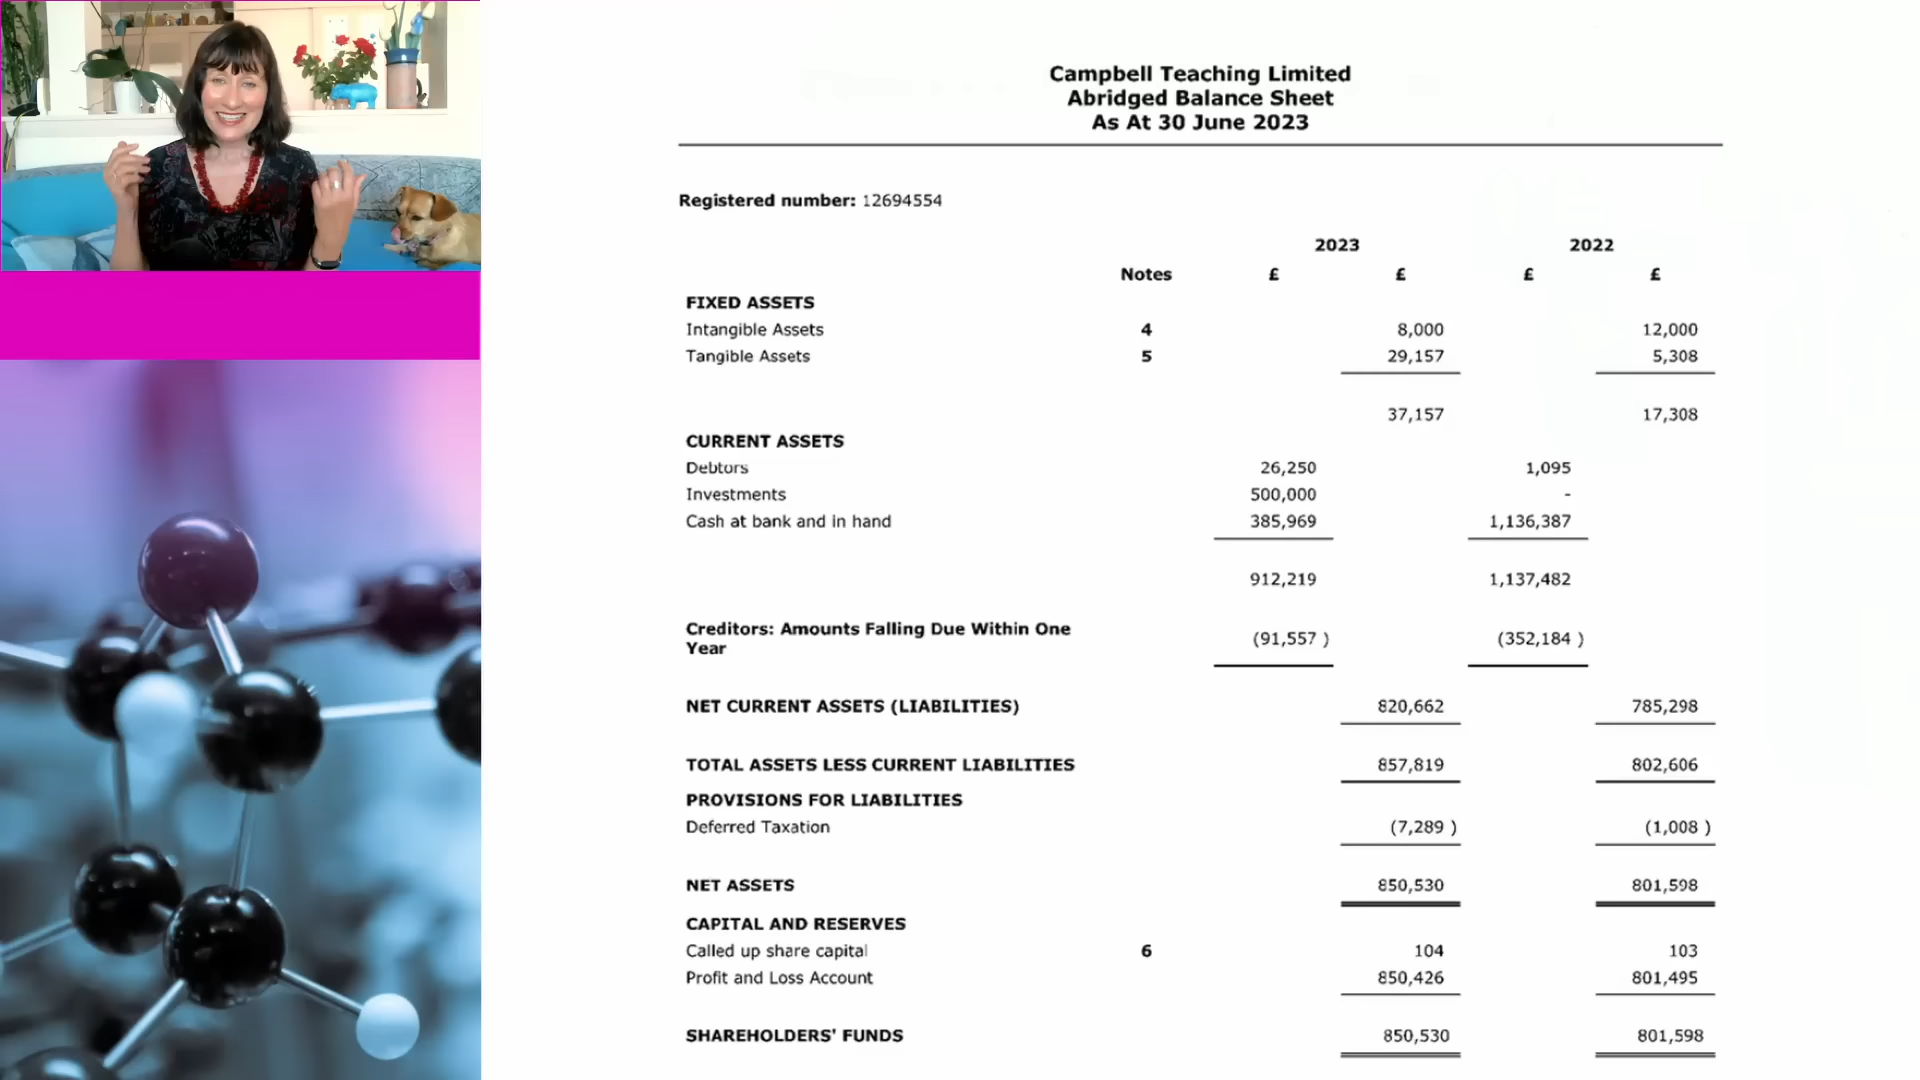 Campbell Teaching Limited
Abridged Balance Sheet
As At 30 June 2023
Registered number: 12694554
2023 2022
Notes £ £ £ £
FIXED ASSETS
Intangible Assets 4 8,000 12,000
Tangible Assets 5 29,157 5,308
37,157 17,308
CURRENT ASSETS
Debtors 26,250 1,095
Investments 500,000 -
Cash at bank and in hand 385,969 1,136,387
912,219 1,137,482
Creditors: Amounts Falling Due Within One
Year (91,557 ) (352,184 )
NET CURRENT ASSETS (LIABILITIES) 820,662 785,298
TOTAL ASSETS LESS CURRENT LIABILITIES 857,819 802,606
PROVISIONS FOR LIABILITIES
Deferred Taxation (7,289 ) (1,008 )
NET ASSETS 850,530 801,598
CAPITAL AND RESERVES
Called up share capital 6 104 103
Profit and Loss Account 850,426 801,495
SHAREHOLDERS' FUNDS 850,530 801,598